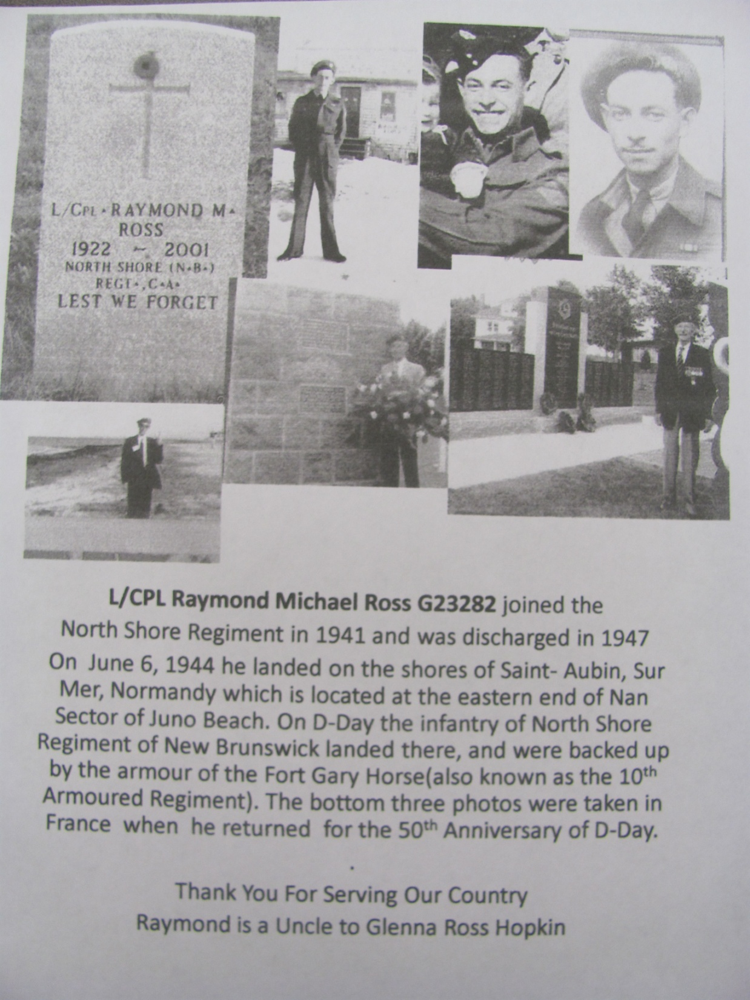 L/CPL · RAYMOND M·
ROSS
1922 ~ 2001
NORTH SHORE (N·B·)
REGT·, C·A·
LEST WE FORGET
L/CPL Raymond Michael Ross G23282 joined the
North Shore Regiment in 1941 and was discharged in 1947
On June 6, 1944 he landed on the shores of Saint- Aubin, Sur
Mer, Normandy which is located at the eastern end of Nan
Sector of Juno Beach. On D-Day the infantry of North Shore
Regiment of New Brunswick landed there, and were backed up
by the armour of the Fort Gary Horse(also known as the 10th
Armoured Regiment). The bottom three photos were taken in
France when he returned for the 50th Anniversary of D-Day.
.
Thank You For Serving Our Country
Raymond is a Uncle to Glenna Ross Hopkin